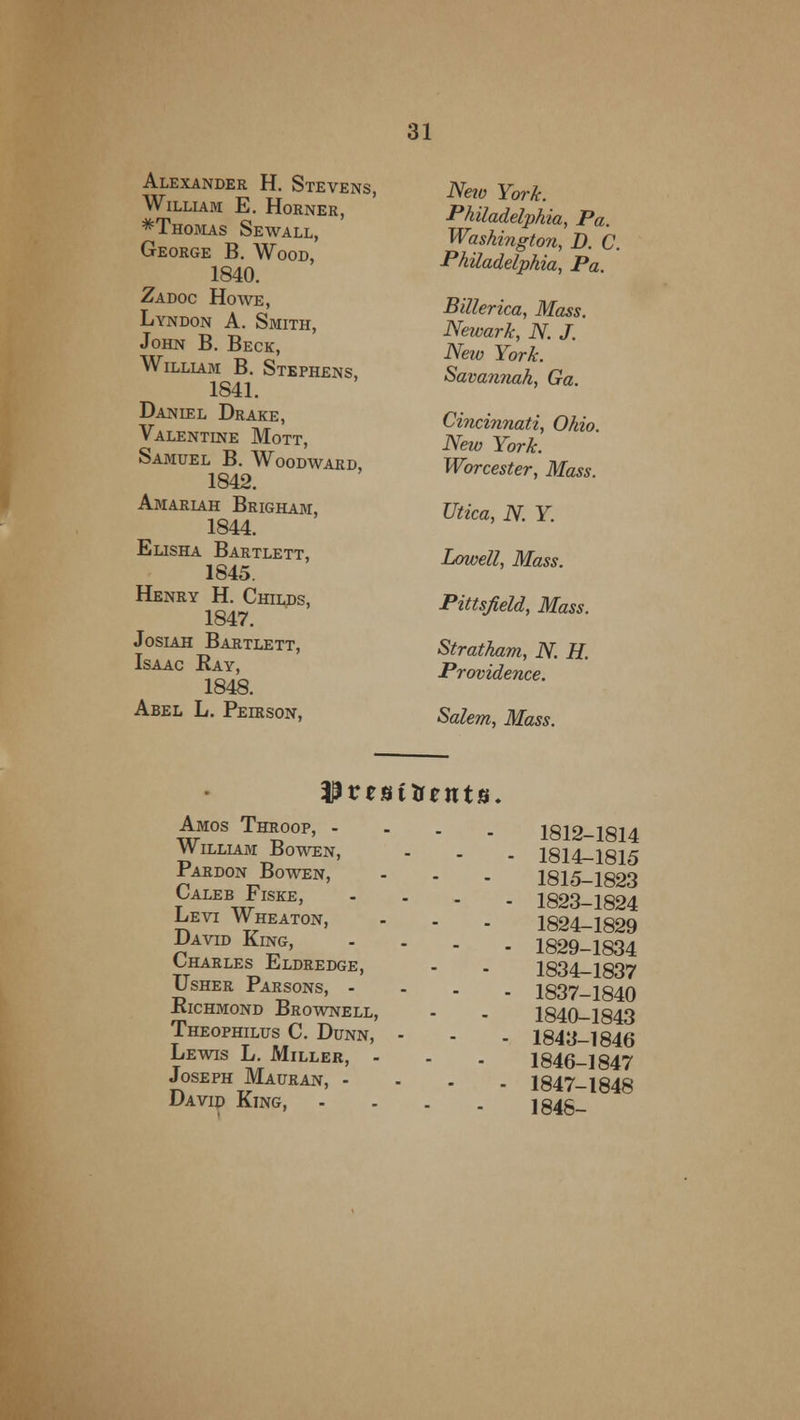 31
Alexander H. Stevens, New York.
William E. Horner, Philadelphia, Pa.
*Thomas Sewall, Washington, D. C.
George B. Wood, Philadelphia, Pa.
1840.
Zadoc Howe, Billerica, Mass.
Lyndon A. Smith, Newark, N. J.
John B. Beck, New York.
William B. Stephens, Savannah, Ga.
1841.
Daniel Drake, Cincinnati, Ohio.
Valentine Mott, New York.
Samuel B. Woodward, Worcester, Mass.
1842.
Amariah Brigham, Utica, N. Y.
1844.
Elisha Bartlett, Lowell, Mass.
1845.
Henry H. Childs, Pittsfield, Mass.
1847.
Josiah Bartlett, Stratham, N. H.
Isaac Ray, Providence.
1848.
Abel L. Peirson, Salem, Mass.
Presidents.
Amos Throop, - - - - 1812-1814
William Bowen, - - - 1814-1815
Pardon Bowen, - - - 1815-1823
Caleb Fiske, - - - - 1823-1824
Levi Wheaton, - - - 1824-1829
David King, - - - - 1829-1834
Charles Eldredge, - - 1834-1837
Usher Parsons, - - - - 1837-1840
Richmond Brownell, - - 1840-1843
Theophilus C. Dunn, - - - 1843-1846
Lewis L. Miller, - - - 1846-1847
Joseph Mauran, - - - - 1847-1848
David King, - - - - 1848-